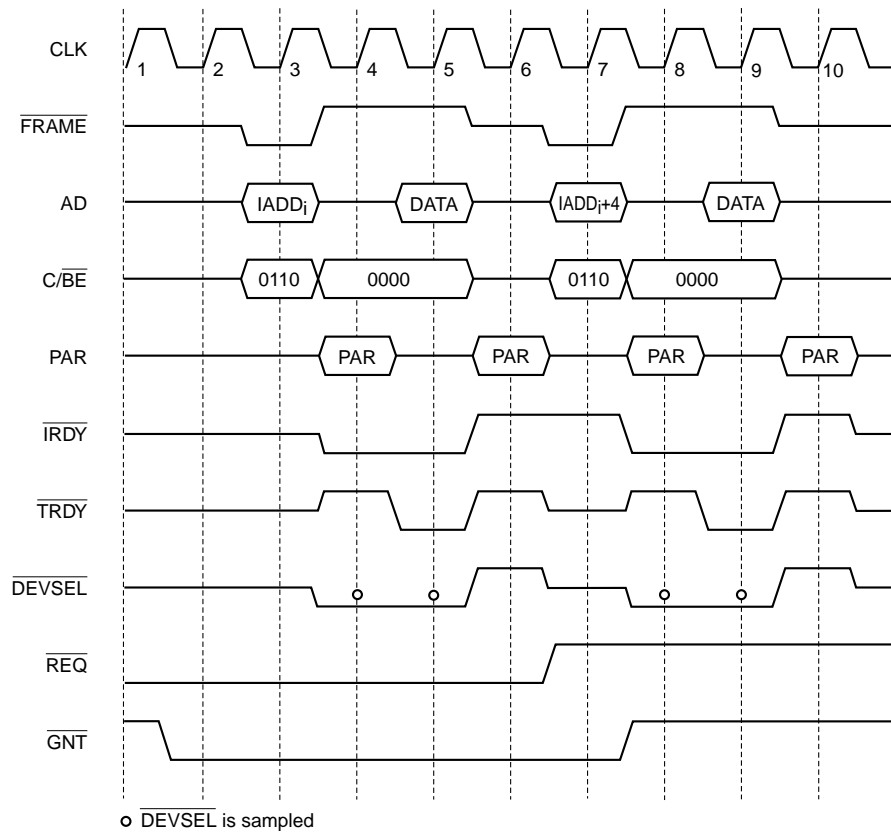 CLK
1 2 3 4 5 6 7 8 9 10
FRAME
AD IADDi DATA IADDi+4 DATA
C/BE 0110 0000 0110 0000
PAR PAR PAR PAR PAR
IRDY
TRDY
DEVSEL
REQ
GNT
DEVSEL is sampled